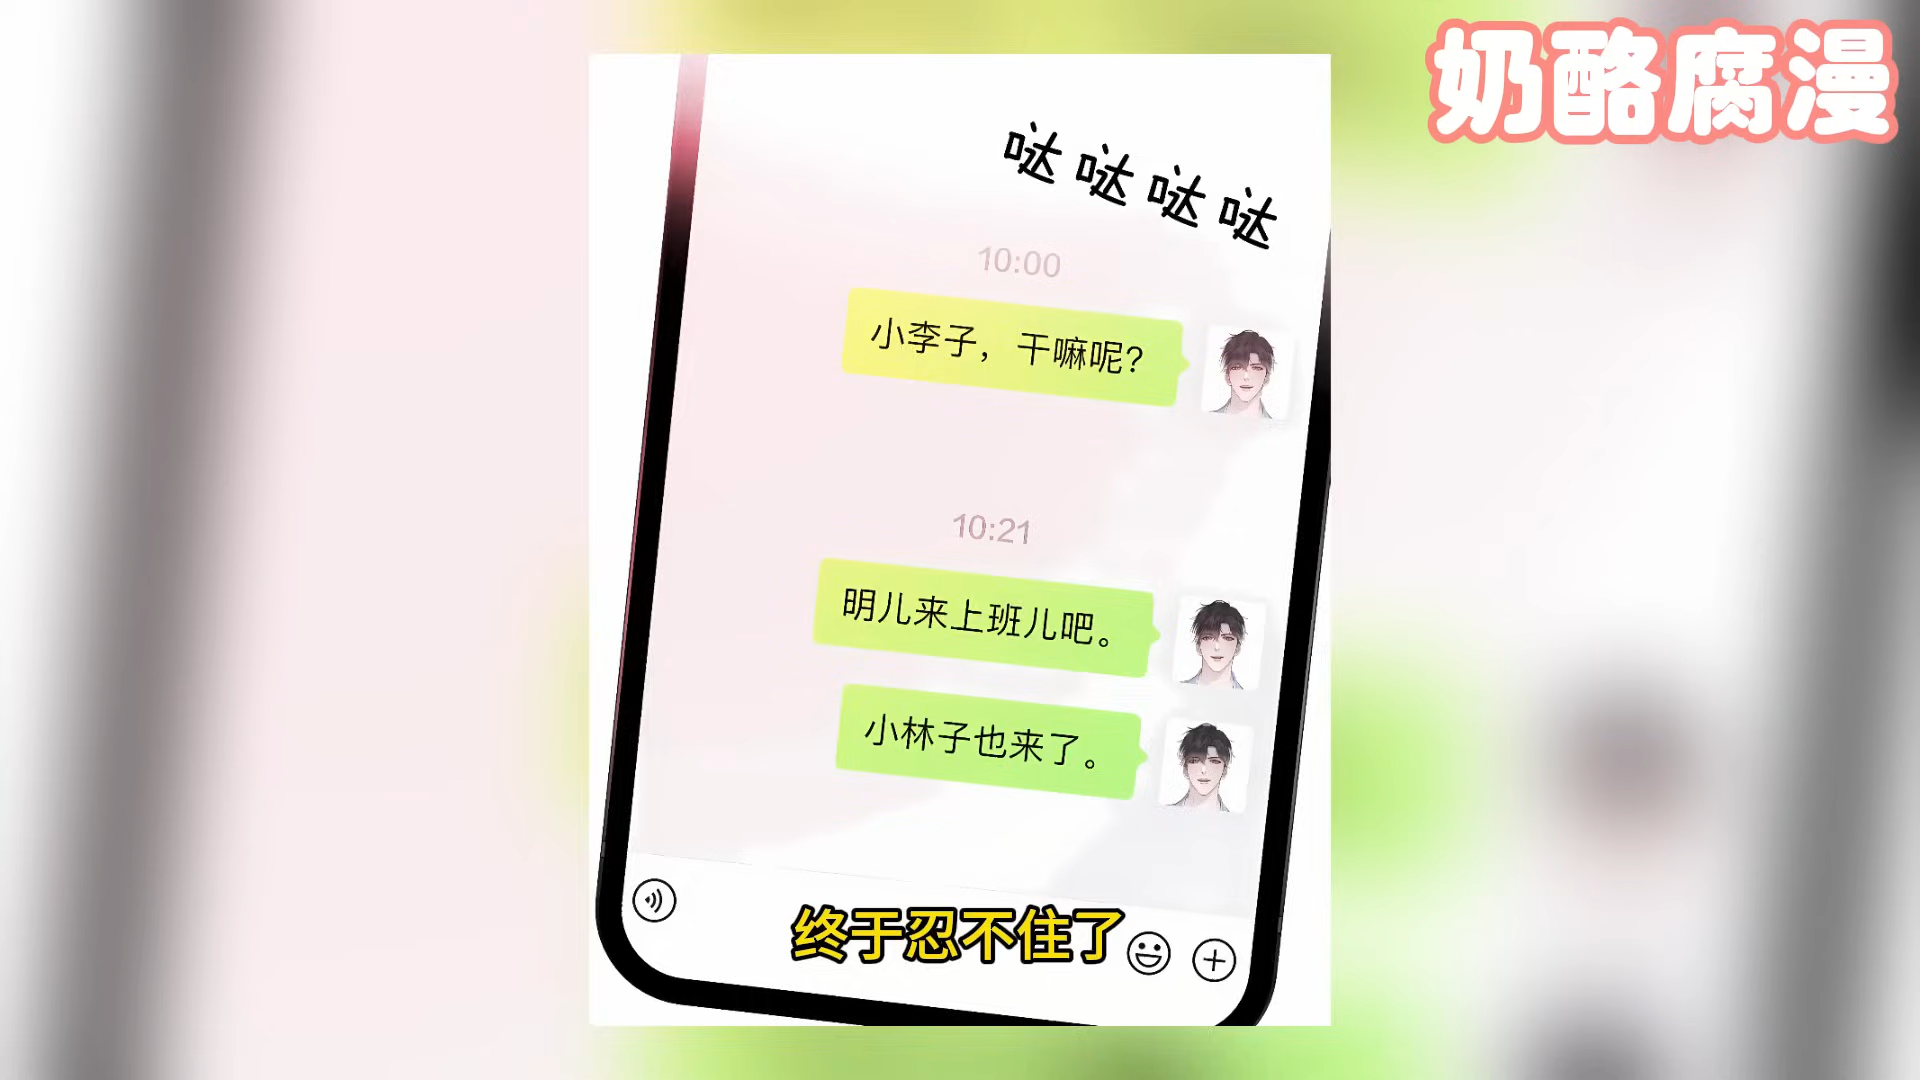 奶酪腐漫
哒哒哒哒
10:00
小李子，干嘛呢？
10:21
明儿来上班儿吧。
小林子也来了。
终于忍不住了